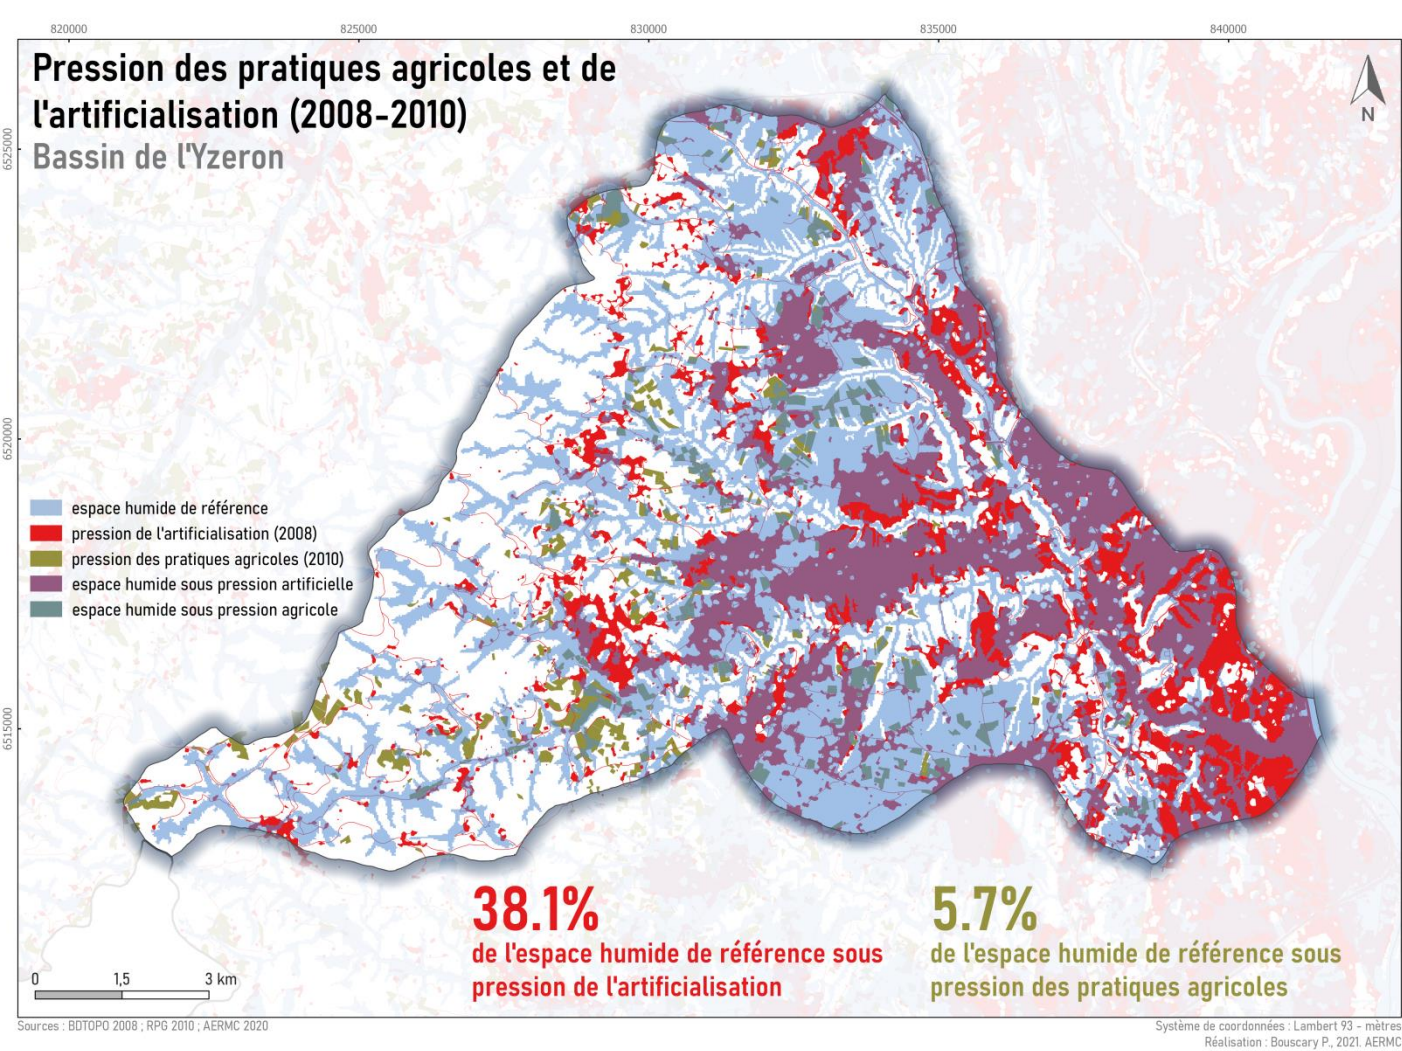 820000
825000
830000
835000
840000
Pression des pratiques agricoles et de
l'artificialisation (2008-2010)
Bassin de l'Yzeron
N
6525000
6520000
6515000
espace humide de référence
pression de l'artificialisation (2008)
pression des pratiques agricoles (2010)
espace humide sous pression artificielle
espace humide sous pression agricole
38.1%
de l'espace humide de référence sous
pression de l'artificialisation
5.7%
de l'espace humide de référence sous
pression des pratiques agricoles
0 1,5 3 km
Sources : BDTOPO 2008 ; RPG 2010 ; AERMC 2020
Système de coordonnées : Lambert 93 - mètres
Réalisation : Bouscary P., 2021. AERMC